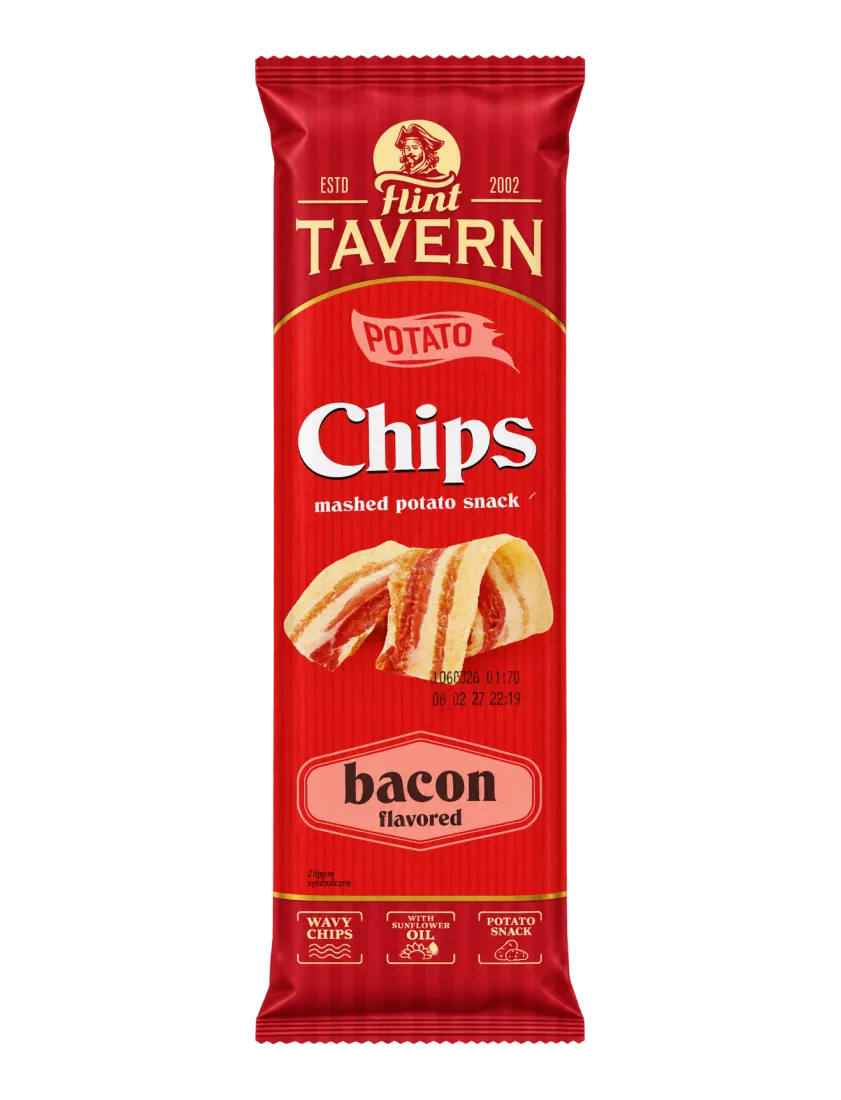 ESTD 2002
Flint
TAVERN
POTATO
Chips
mashed potato snack
060326 01:70
06 02 27 22:19
bacon
flavored
Zdjęcie
symboliczne
WAVY
CHIPS
WITH
SUNFLOWER
OIL
POTATO
SNACK